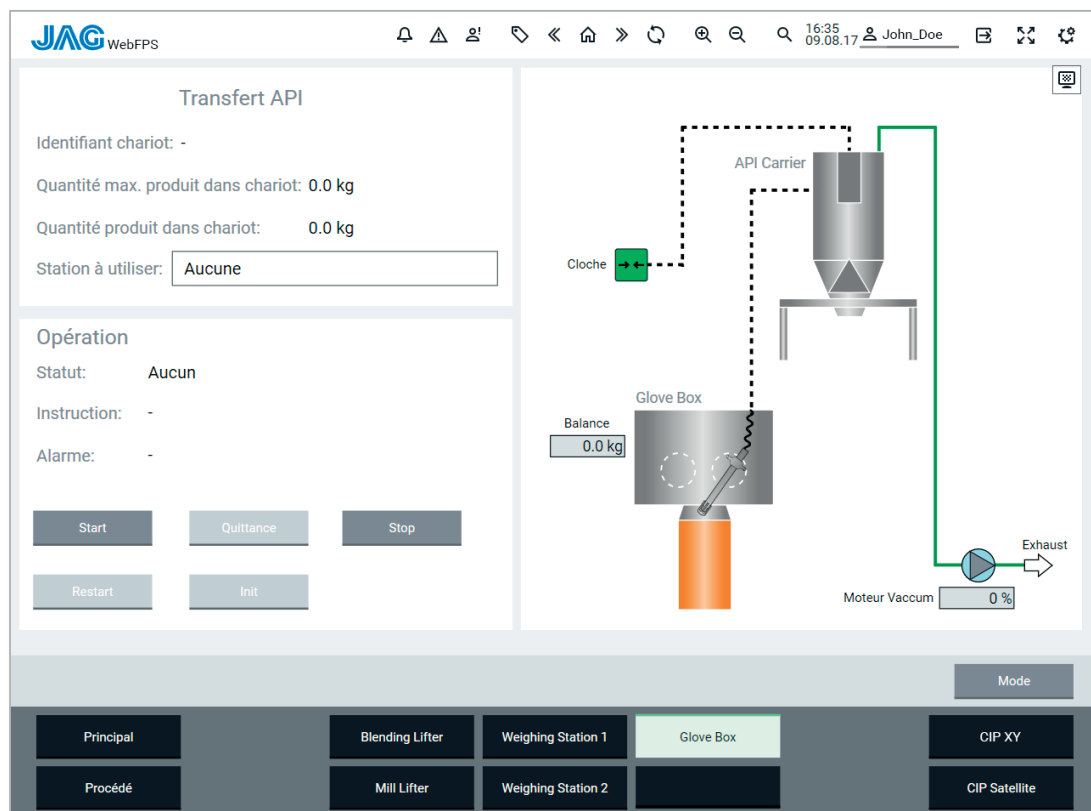 JAG WebFPS
16:35
09.08.17
John_Doe
Transfert API
Identifiant chariot: -
Quantité max. produit dans chariot: 0.0 kg
Quantité produit dans chariot: 0.0 kg
Station à utiliser: Aucune
Opération
Statut: Aucun
Instruction: -
Alarme: -
Start Quittance Stop
Restart Init
API Carrier
Cloche
Glove Box
Balance
0.0 kg
Exhaust
Moteur Vaccum 0 %
Mode
Principal Blending Lifter Weighing Station 1 Glove Box CIP XY
Procédé Mill Lifter Weighing Station 2 CIP Satellite